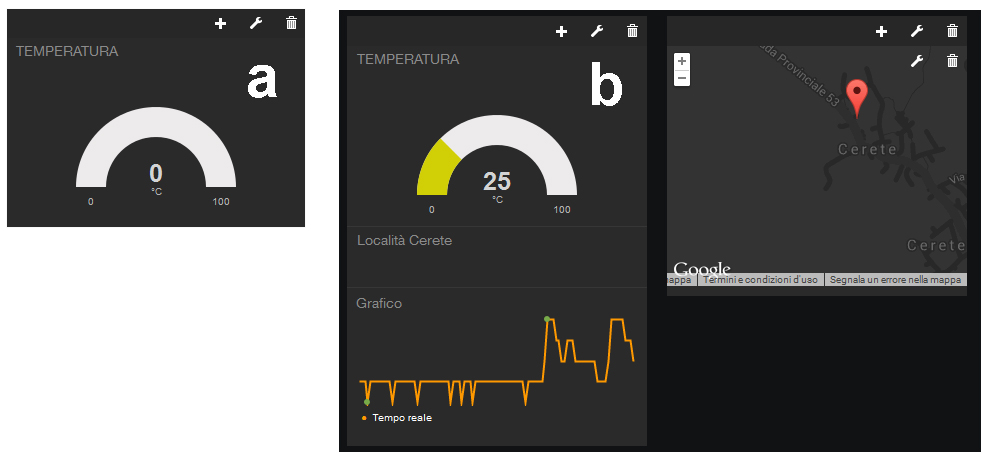 TEMPERATURA
a
0
°C
0 100
TEMPERATURA
b
25
°C
0 100
Località Cerete
Grafico
Tempo reale
+
−
da Provinciale 53
Cerete
Via
Cerete
Google
mappa Termini e condizioni d'uso Segnala un errore nella mappa